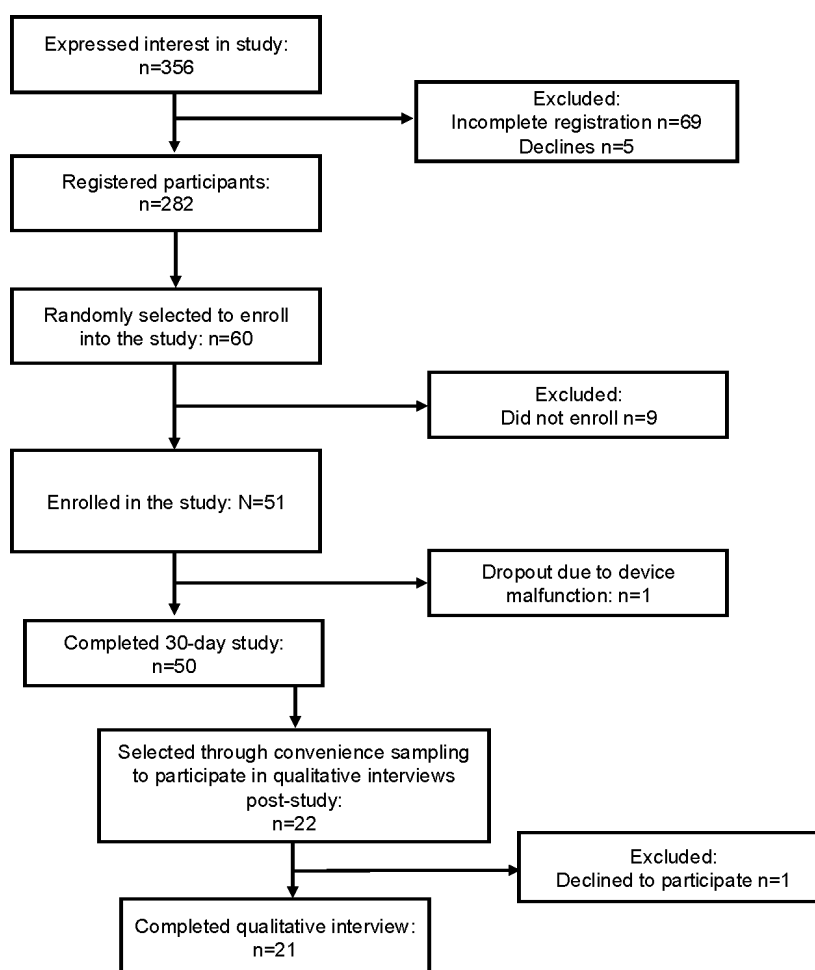 Expressed interest in study:
n=356
Excluded:
Incomplete registration n=69
Declines n=5
Registered participants:
n=282
Randomly selected to enroll
into the study: n=60
Excluded:
Did not enroll n=9
Enrolled in the study: N=51
Dropout due to device
malfunction: n=1
Completed 30-day study:
n=50
Selected through convenience sampling
to participate in qualitative interviews
post-study:
n=22
Excluded:
Declined to participate n=1
Completed qualitative interview:
n=21